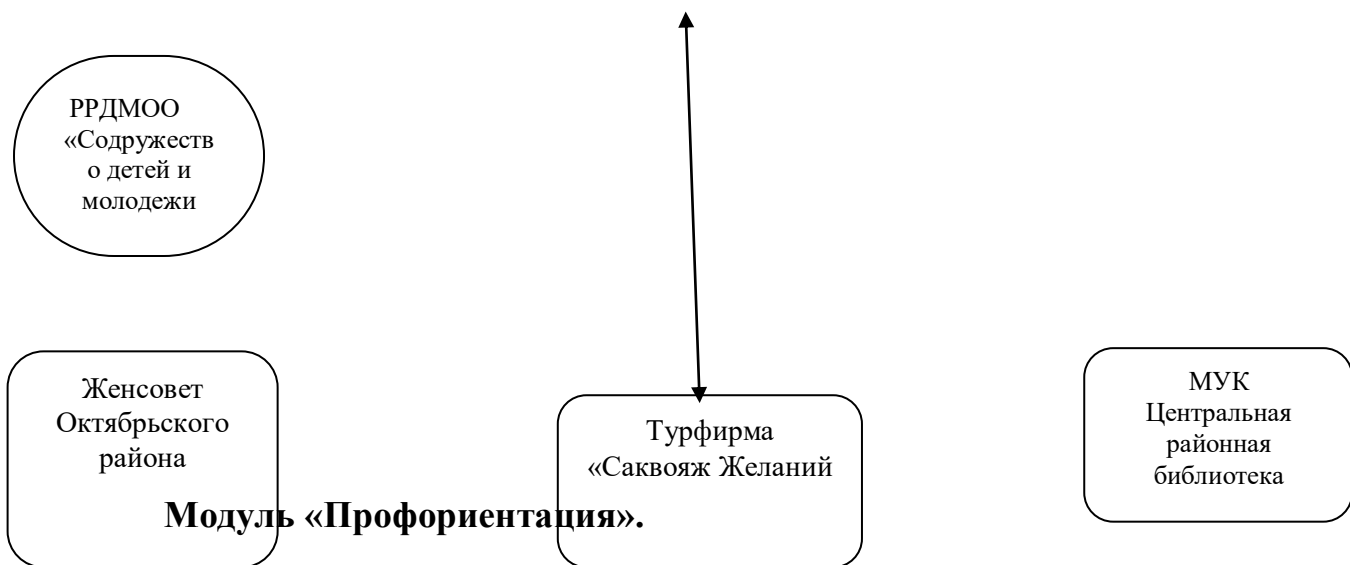 РРДМОО
«Содружеств
о детей и
молодежи
Женсовет
Октябрьского
района
Турфирма
«Саквояж Желаний
МУК
Центральная
районная
библиотека
Модуль «Профориентация».